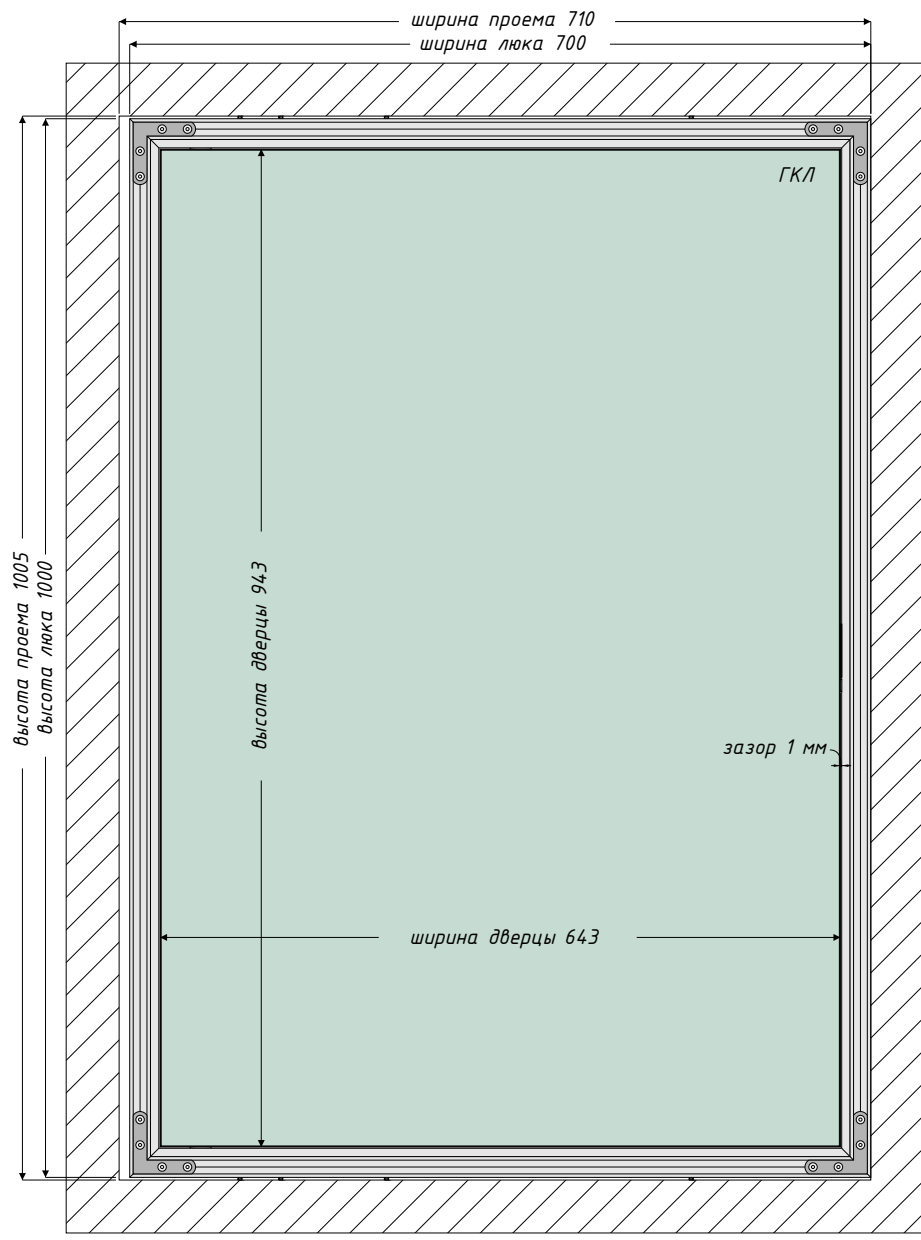 ширина проема 710
ширина люка 700
ГКЛ
высота проема 1005
высота люка 1000
высота дверцы 943
зазор 1 мм
ширина дверцы 643